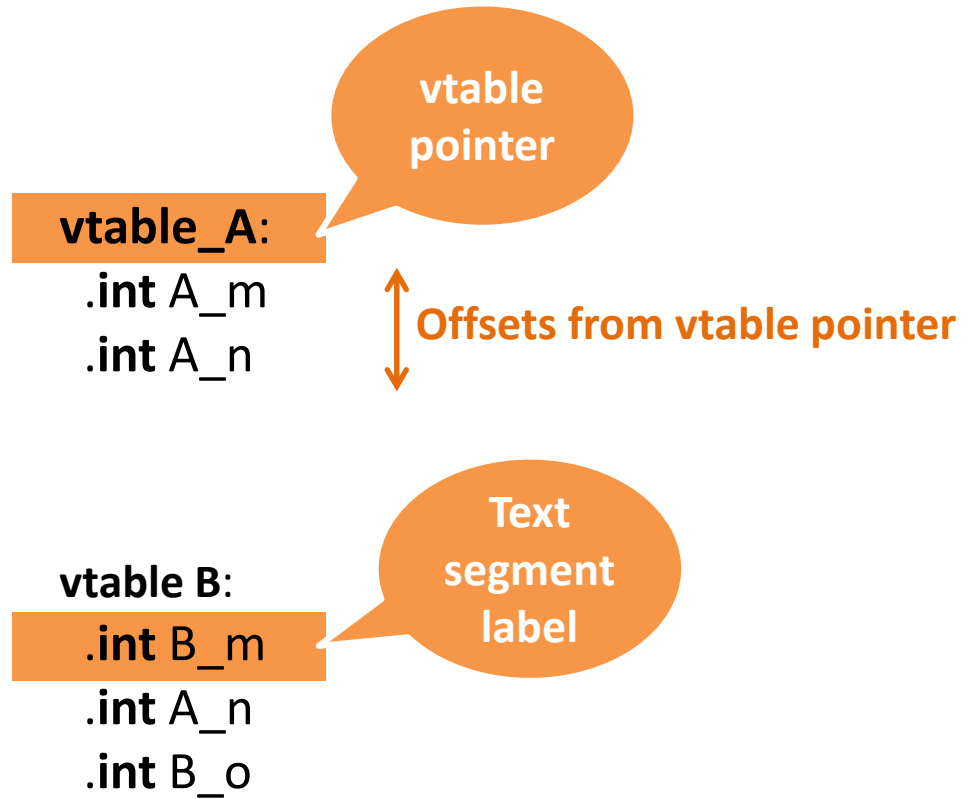 vtable
pointer
vtable_A:
.int A_m
.int A_n
Offsets from vtable pointer
Text
segment
label
vtable B:
.int B_m
.int A_n
.int B_o